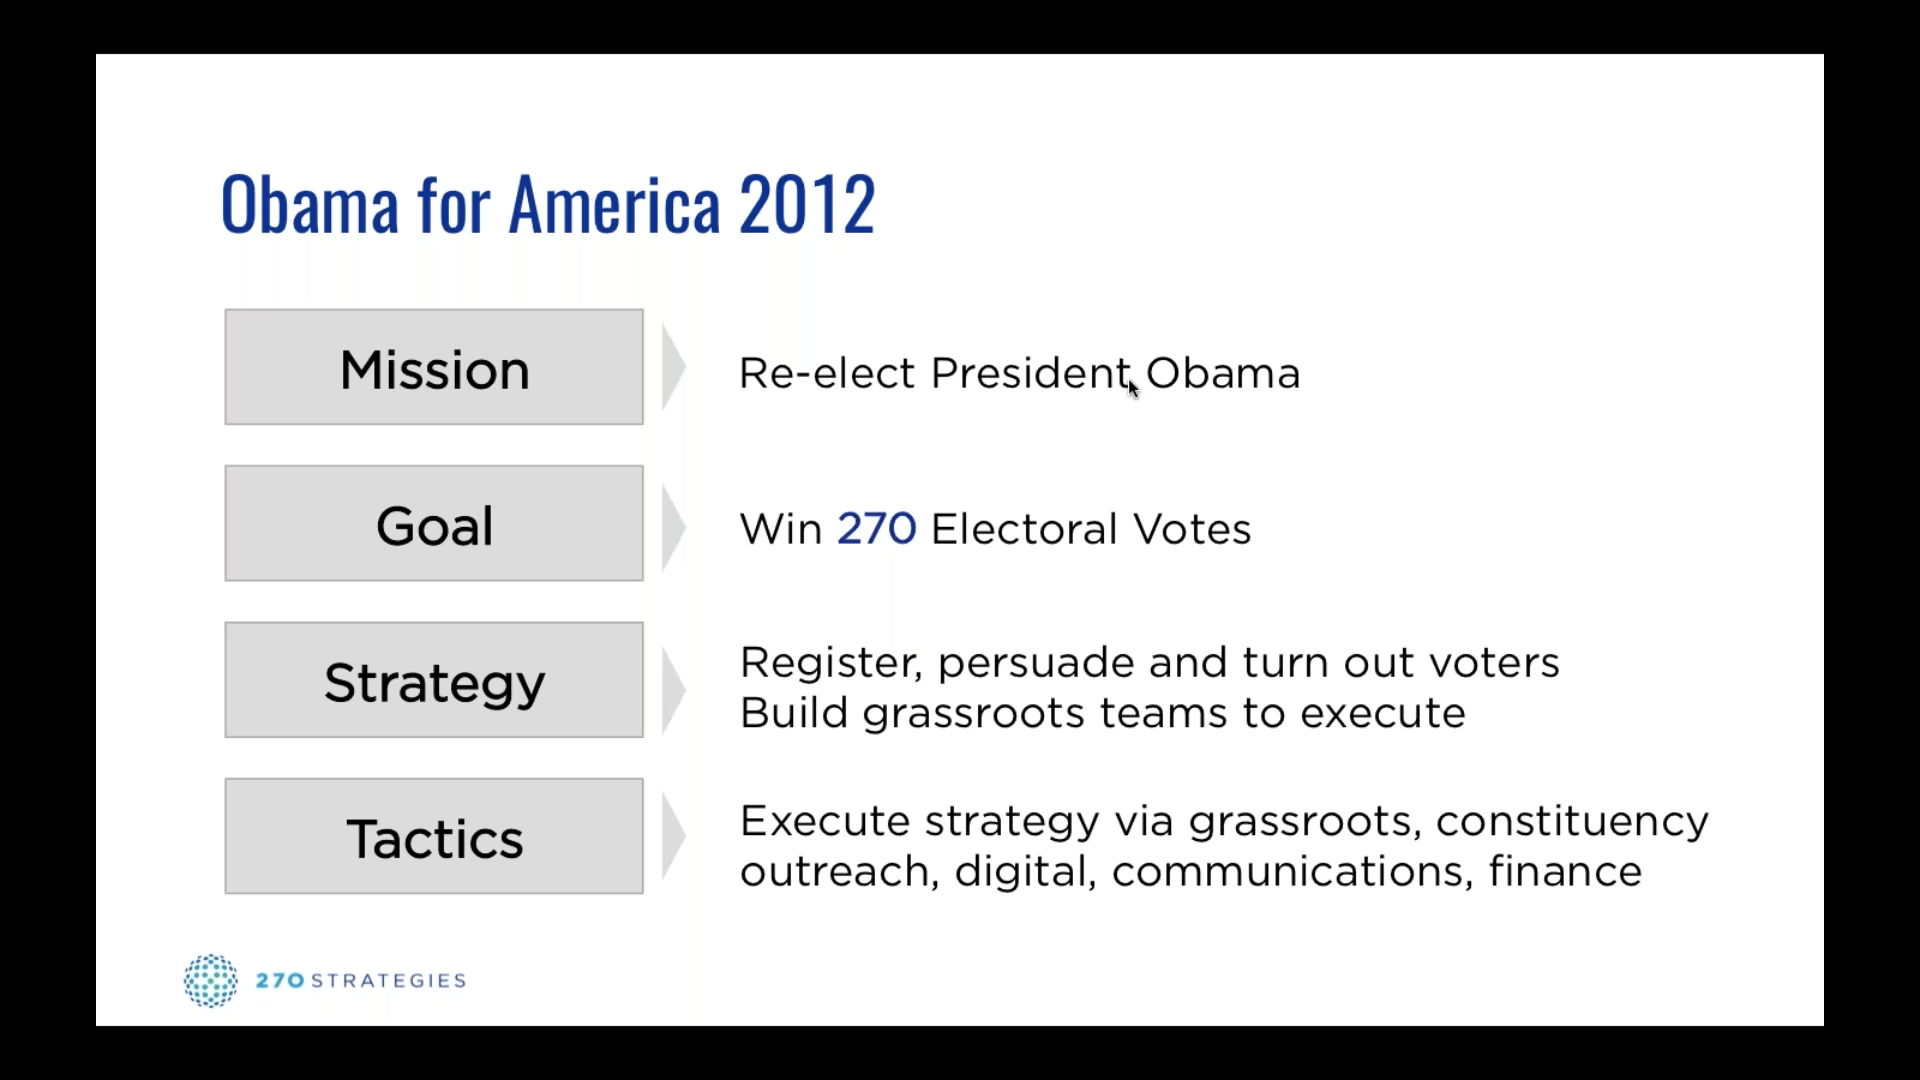 Obama for America 2012
Mission
Re-elect President Obama
Goal
Win 270 Electoral Votes
Strategy
Register, persuade and turn out voters
Build grassroots teams to execute
Tactics
Execute strategy via grassroots, constituency
outreach, digital, communications, finance
270 STRATEGIES